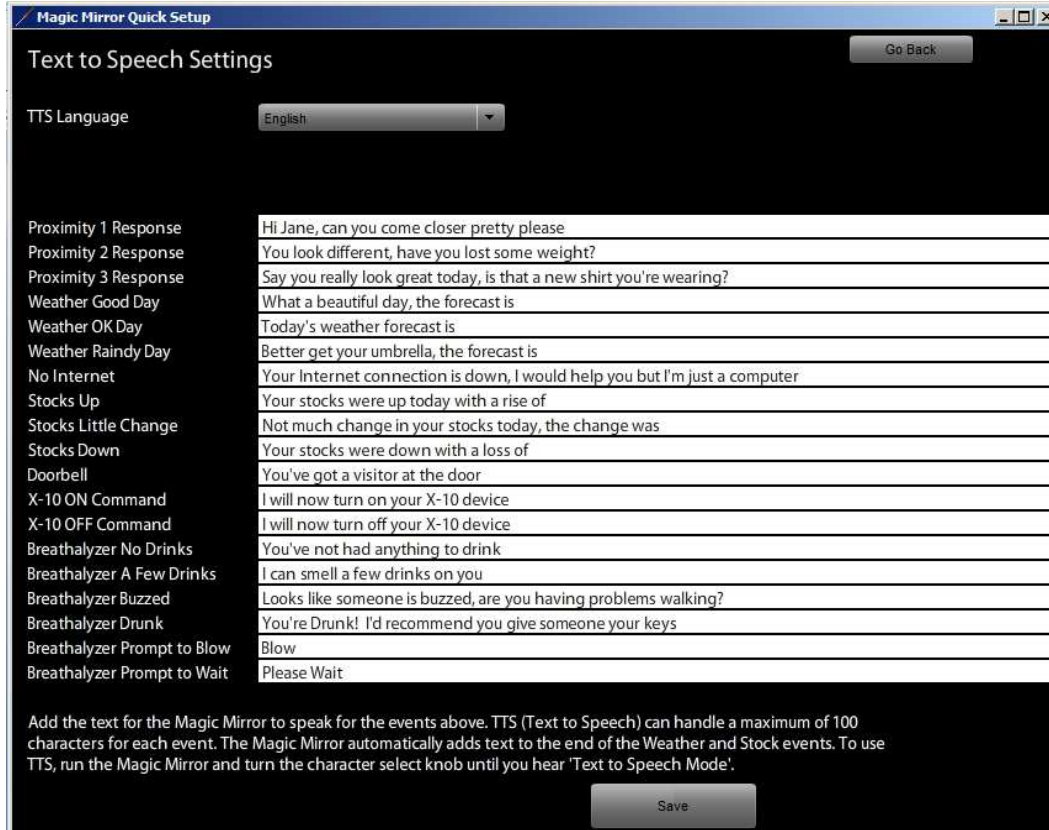 Magic Mirror Quick Setup
Text to Speech Settings
Go Back
TTS Language English
Proximity 1 Response Hi Jane, can you come closer pretty please
Proximity 2 Response You look different, have you lost some weight?
Proximity 3 Response Say you really look great today, is that a new shirt you're wearing?
Weather Good Day What a beautiful day, the forecast is
Weather OK Day Today's weather forecast is
Weather Raindy Day Better get your umbrella, the forecast is
No Internet Your Internet connection is down, I would help you but I'm just a computer
Stocks Up Your stocks were up today with a rise of
Stocks Little Change Not much change in your stocks today, the change was
Stocks Down Your stocks were down with a loss of
Doorbell You've got a visitor at the door
X-10 ON Command I will now turn on your X-10 device
X-10 OFF Command I will now turn off your X-10 device
Breathalyzer No Drinks You've not had anything to drink
Breathalyzer A Few Drinks I can smell a few drinks on you
Breathalyzer Buzzed Looks like someone is buzzed, are you having problems walking?
Breathalyzer Drunk You're Drunk! I'd recommend you give someone your keys
Breathalyzer Prompt to Blow Blow
Breathalyzer Prompt to Wait Please Wait
Add the text for the Magic Mirror to speak for the events above. TTS (Text to Speech) can handle a maximum of 100
characters for each event. The Magic Mirror automatically adds text to the end of the Weather and Stock events. To use
TTS, run the Magic Mirror and turn the character select knob until you hear 'Text to Speech Mode'.
Save